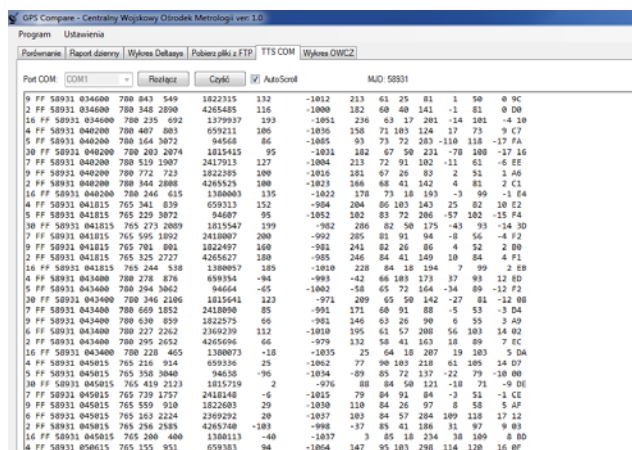 GPS Compare - Centralny Wojskowy Ośrodek Metrologii ver: 1.0
Program Ustawienia
Porównanie Raport dzienny Wykres Deltasys Pobierz pliki z FTP TTS COM Wykres OWCZ
Port COM: COM1 Rozłącz Czyść AutoScroll MJD: 58931
9 FF 58931 034600 780 843 549 1822315 132 -1012 213 61 25 81 1 50 0 9C
2 FF 58931 034600 780 348 2890 4265485 116 -1000 182 60 40 141 -1 81 0 D0
16 FF 58931 034600 780 235 692 1379937 193 -1051 236 63 17 201 -14 101 -4 10
4 FF 58931 040200 780 407 803 659211 106 -1036 158 71 103 124 17 73 9 C7
5 FF 58931 040200 780 164 3072 94568 86 -1085 93 73 72 283 -110 118 -17 FA
30 FF 58931 040200 780 203 2074 1815415 95 -1031 182 67 50 231 -78 108 -17 16
7 FF 58931 040200 780 519 1907 2417913 127 -1004 213 72 91 102 -11 61 -6 EE
9 FF 58931 040200 780 772 723 1822385 100 -1016 181 67 26 83 2 51 1 A6
2 FF 58931 040200 780 344 2808 4265525 100 -1023 166 68 41 142 4 81 2 C1
16 FF 58931 040200 780 246 615 1380003 135 -1022 178 73 18 193 -3 99 -1 E4
4 FF 58931 041815 765 341 839 659313 152 -984 204 86 103 143 25 82 10 E2
5 FF 58931 041815 765 229 3072 94607 95 -1052 102 83 72 206 -57 102 -15 F4
30 FF 58931 041815 765 273 2089 1815547 199 -982 286 82 50 175 -43 93 -14 3D
7 FF 58931 041815 765 595 1892 2418007 200 -992 285 81 91 94 -8 56 -4 F2
9 FF 58931 041815 765 701 801 1822497 160 -981 241 82 26 86 4 52 2 B0
2 FF 58931 041815 765 325 2727 4265627 180 -985 246 84 41 149 10 84 4 F1
16 FF 58931 041815 765 244 538 1380057 185 -1010 228 84 18 194 7 99 2 EB
4 FF 58931 043400 780 278 876 659354 -94 -993 -42 66 103 173 37 93 12 ED
5 FF 58931 043400 780 294 3062 94664 -65 -1002 -58 65 72 164 -34 89 -12 F2
30 FF 58931 043400 780 346 2106 1815641 123 -971 209 65 50 142 -27 81 -12 08
7 FF 58931 043400 780 669 1852 2418090 85 -991 171 60 91 88 -5 53 -3 D4
9 FF 58931 043400 780 630 859 1822575 66 -981 146 63 26 90 6 55 3 A9
6 FF 58931 043400 780 227 2262 2369239 112 -1010 195 61 57 208 56 103 14 02
2 FF 58931 043400 780 295 2652 4265696 66 -979 132 58 41 163 18 89 7 EC
16 FF 58931 043400 780 228 465 1380073 -18 -1035 25 64 18 207 19 103 5 DA
4 FF 58931 045015 765 216 914 659336 25 -1062 77 90 103 218 61 105 14 D7
5 FF 58931 045015 765 358 3040 94638 -96 -1034 -89 85 72 137 -22 79 -10 00
30 FF 58931 045015 765 419 2123 1815719 2 -976 88 84 50 121 -18 71 -9 DE
7 FF 58931 045015 765 739 1757 2418148 -6 -1015 79 84 91 84 -3 51 -1 CE
9 FF 58931 045015 765 559 910 1822603 29 -1030 110 84 26 97 8 58 5 AF
6 FF 58931 045015 765 163 2224 2369292 20 -1037 103 84 57 284 109 118 17 12
2 FF 58931 045015 765 256 2585 4265740 -103 -998 -37 85 41 186 31 97 9 03
16 FF 58931 045015 765 200 400 1380113 -40 -1037 3 85 18 234 38 109 8 BD
4 FF 58931 050615 765 155 951 659383 94 -1064 147 95 103 298 114 120 16 0F